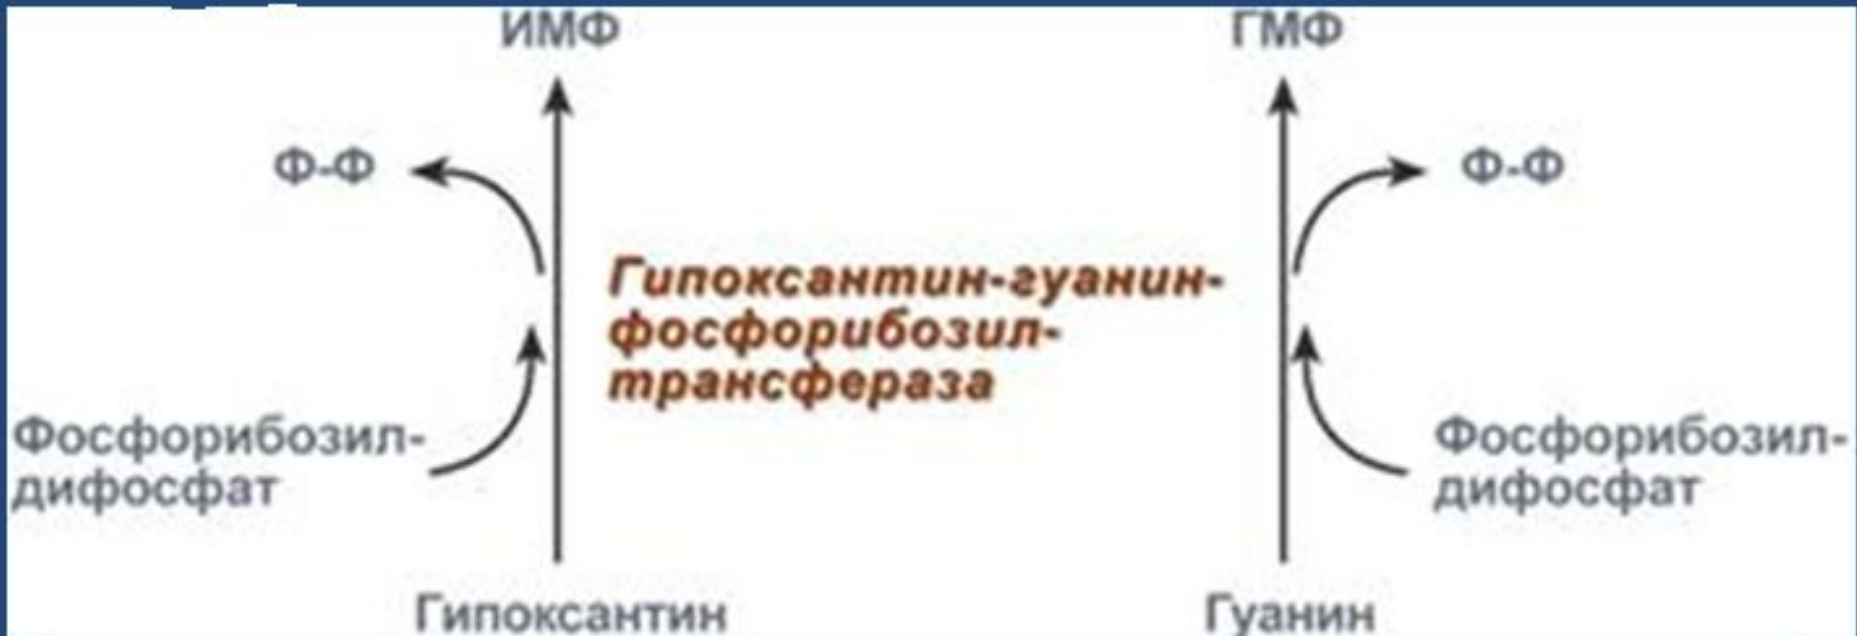 ИМФ
ГМФ
Ф-Ф
Ф-Ф
Гипоксантин-гуанин-
фосфорибозил-
трансфераза
Фосфорибозил-
дифосфат
Фосфорибозил-
дифосфат
Гипоксантин
Гуанин